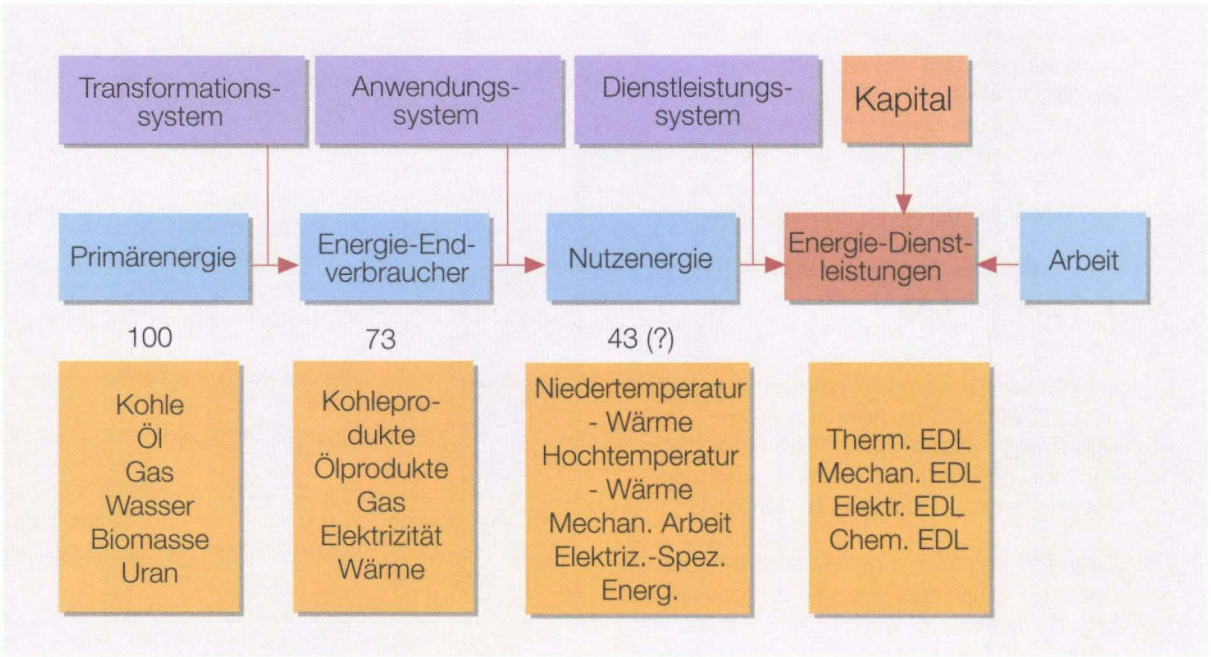 Transformations-
system
Anwendungs-
system
Dienstleistungs-
system
Kapital
Primärenergie
Energie-End-
verbraucher
Nutzenergie
Energie-Dienst-
leistungen
Arbeit
100
73
43 (?)
Kohle
Öl
Gas
Wasser
Biomasse
Uran
Kohlepro-
dukte
Ölprodukte
Gas
Elektrizität
Wärme
Niedertemperatur
- Wärme
Hochtemperatur
- Wärme
Mechan. Arbeit
Elektriz.-Spez.
Energ.
Therm. EDL
Mechan. EDL
Elektr. EDL
Chem. EDL